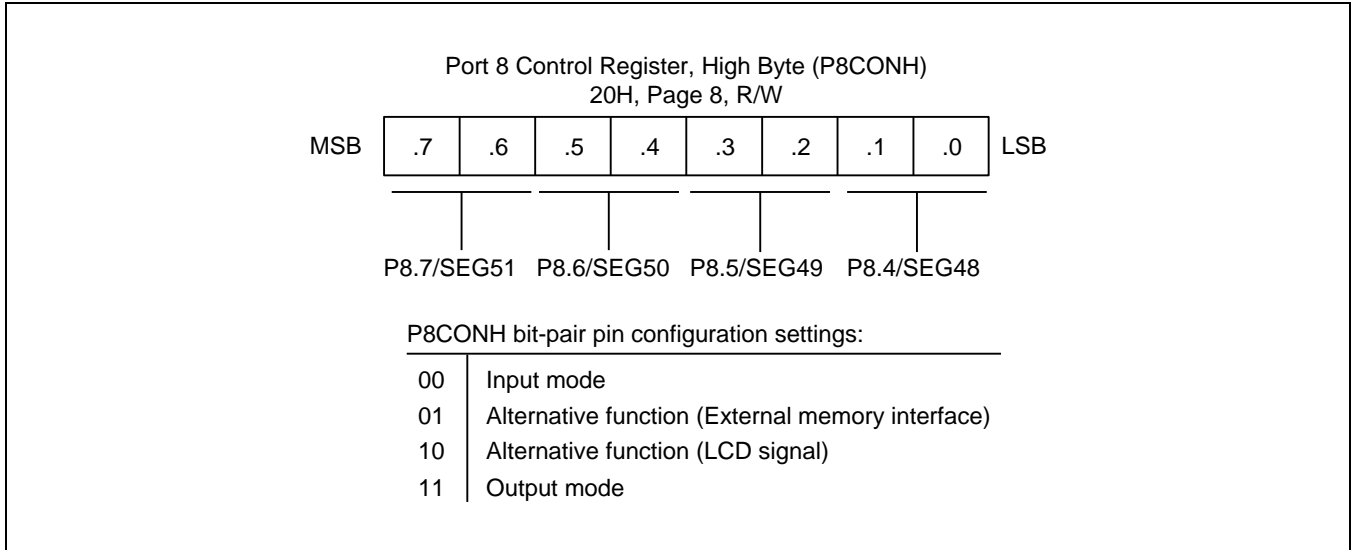 Port 8 Control Register, High Byte (P8CONH)
20H, Page 8, R/W
MSB .7 .6 .5 .4 .3 .2 .1 .0 LSB
P8.7/SEG51 P8.6/SEG50 P8.5/SEG49 P8.4/SEG48
P8CONH bit-pair pin configuration settings:
00 Input mode
01 Alternative function (External memory interface)
10 Alternative function (LCD signal)
11 Output mode